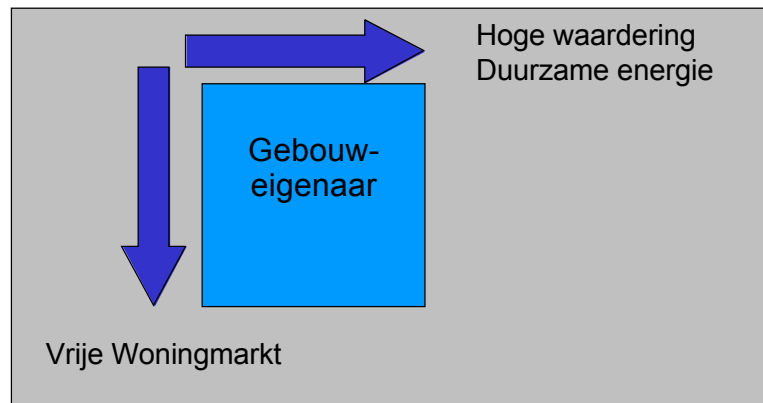 Hoge waardering
Duurzame energie
Gebouw-
eigenaar
Vrije Woningmarkt